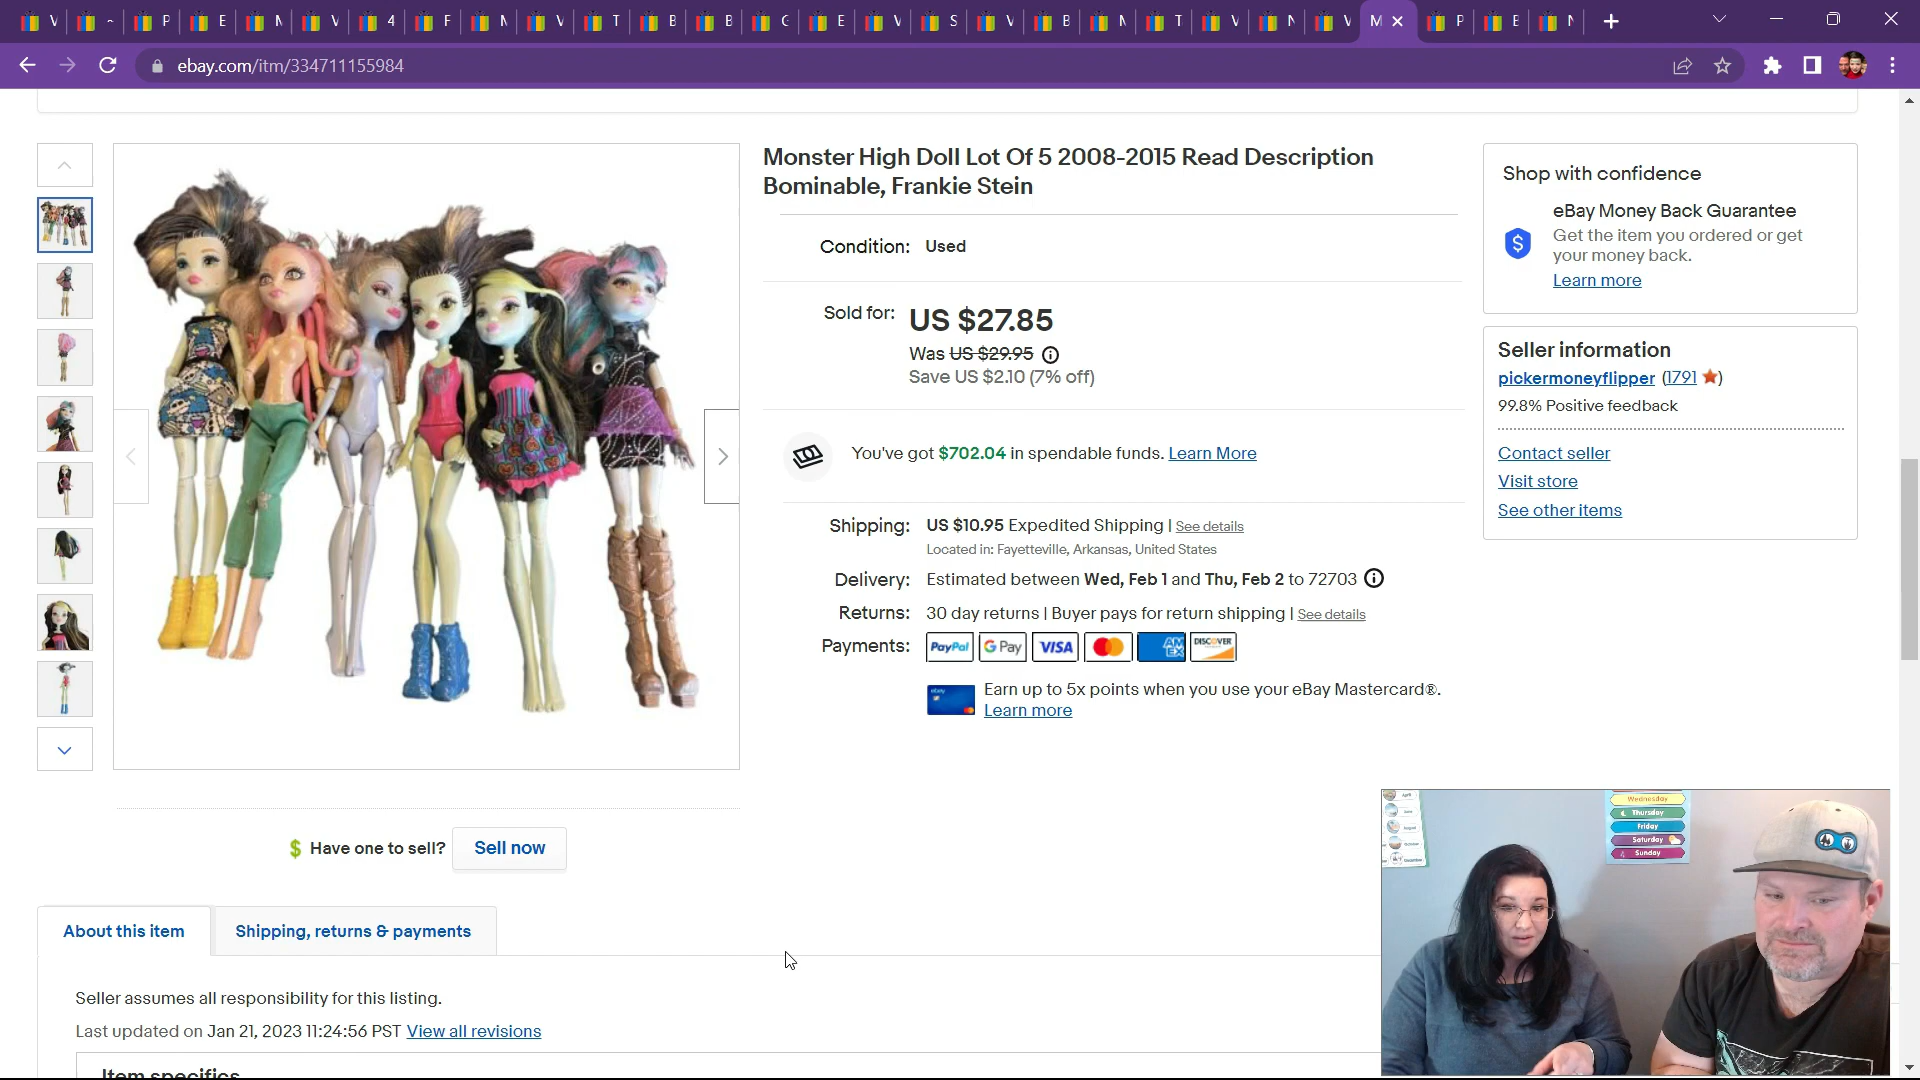 ebay.com/itm/334711155984
Monster High Doll Lot Of 5 2008-2015 Read Description
Bominable, Frankie Stein
Condition: Used
Sold for: US $27.85
Was US $29.95
Save US $2.10 (7% off)
You've got $702.04 in spendable funds. Learn More
Shipping: US $10.95 Expedited Shipping | See details
Located in: Fayetteville, Arkansas, United States
Delivery: Estimated between Wed, Feb 1 and Thu, Feb 2 to 72703
Returns: 30 day returns | Buyer pays for return shipping | See details
Payments: PayPal G Pay VISA AM EX DISCOVER
ebay
Earn up to 5x points when you use your eBay Mastercard®.
Learn more
Shop with confidence
eBay Money Back Guarantee
Get the item you ordered or get
your money back.
Learn more
Seller information
pickermoneyflipper (1791)
99.8% Positive feedback
Contact seller
Visit store
See other items
Have one to sell? Sell now
About this item
Shipping, returns & payments
Seller assumes all responsibility for this listing.
Last updated on Jan 21, 2023 11:24:56 PST View all revisions
Item specifics
Wednesday
Thursday
Friday
Saturday
Sunday